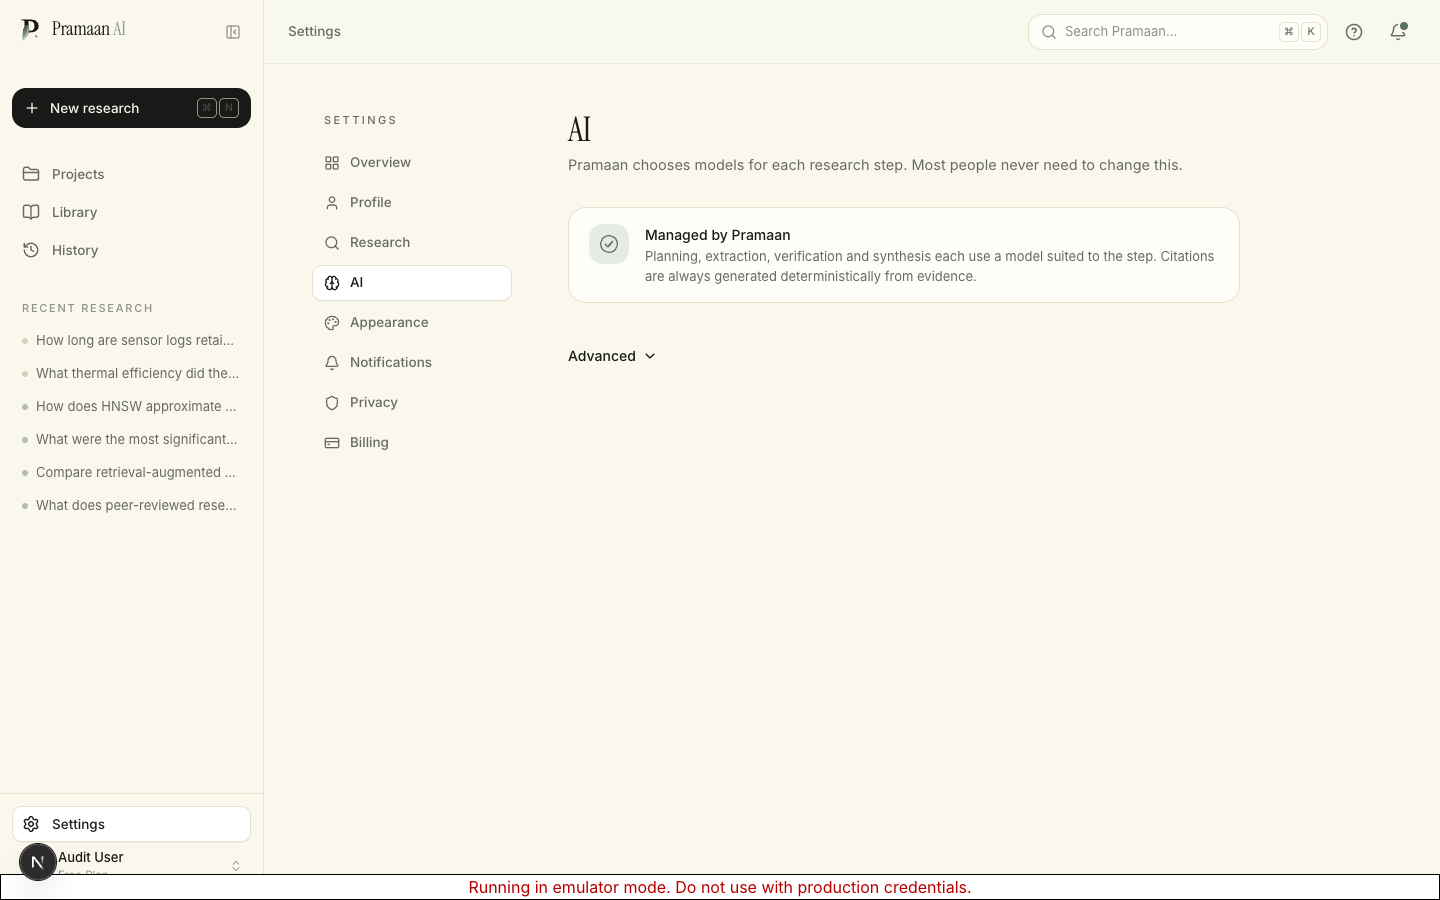 Pramaan AI
Settings
Search Pramaan...
⌘ K
New research
⌘ N
Projects
Library
History
RECENT RESEARCH
How long are sensor logs retai...
What thermal efficiency did the...
How does HNSW approximate ...
What were the most significant...
Compare retrieval-augmented ...
What does peer-reviewed rese...
SETTINGS
Overview
Profile
Research
AI
Appearance
Notifications
Privacy
Billing
AI
Pramaan chooses models for each research step. Most people never need to change this.
Managed by Pramaan
Planning, extraction, verification and synthesis each use a model suited to the step. Citations
are always generated deterministically from evidence.
Advanced
Settings
N
Audit User
Free Plan
Running in emulator mode. Do not use with production credentials.